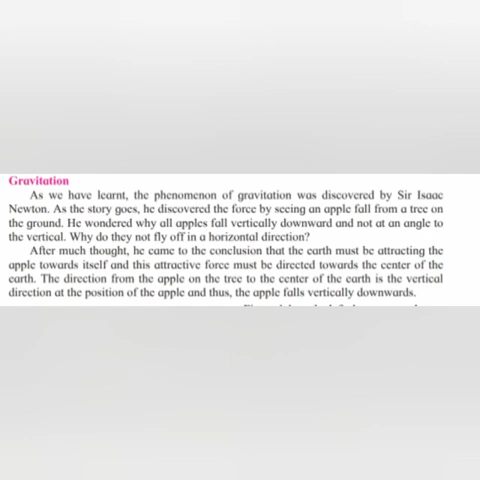 Gravitation
As we have learnt, the phenomenon of gravitation was discovered by Sir Isaac
Newton. As the story goes, he discovered the force by seeing an apple fall from a tree on
the ground. He wondered why all apples fall vertically downward and not at an angle to
the vertical. Why do they not fly off in a horizontal direction?
After much thought, he came to the conclusion that the earth must be attracting the
apple towards itself and this attractive force must be directed towards the center of the
earth. The direction from the apple on the tree to the center of the earth is the vertical
direction at the position of the apple and thus, the apple falls vertically downwards.